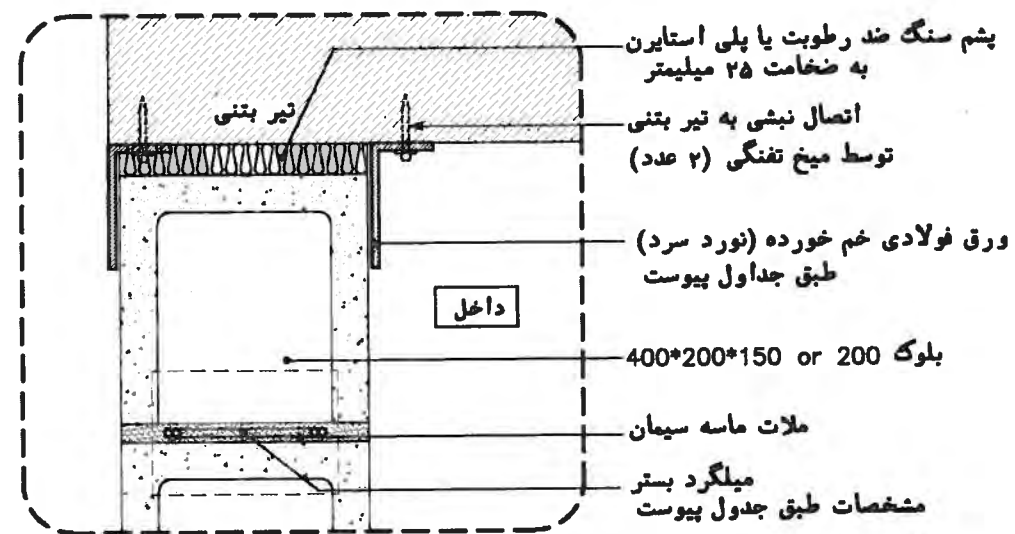 پشم سنگ ضد رطوبت یا پلی استایرن
به ضخامت ۲۵ میلیمتر
تیر بتنی
اتصال نبشی به تیر بتنی
توسط میخ تفنگی (۲ عدد)
ورق فولادی خم خورده (نورد سرد)
طبق جداول پیوست
داخل
بلوک 400*200*150 or 200
ملات ماسه سیمان
میلگرد بستر
مشخصات طبق جدول پیوست